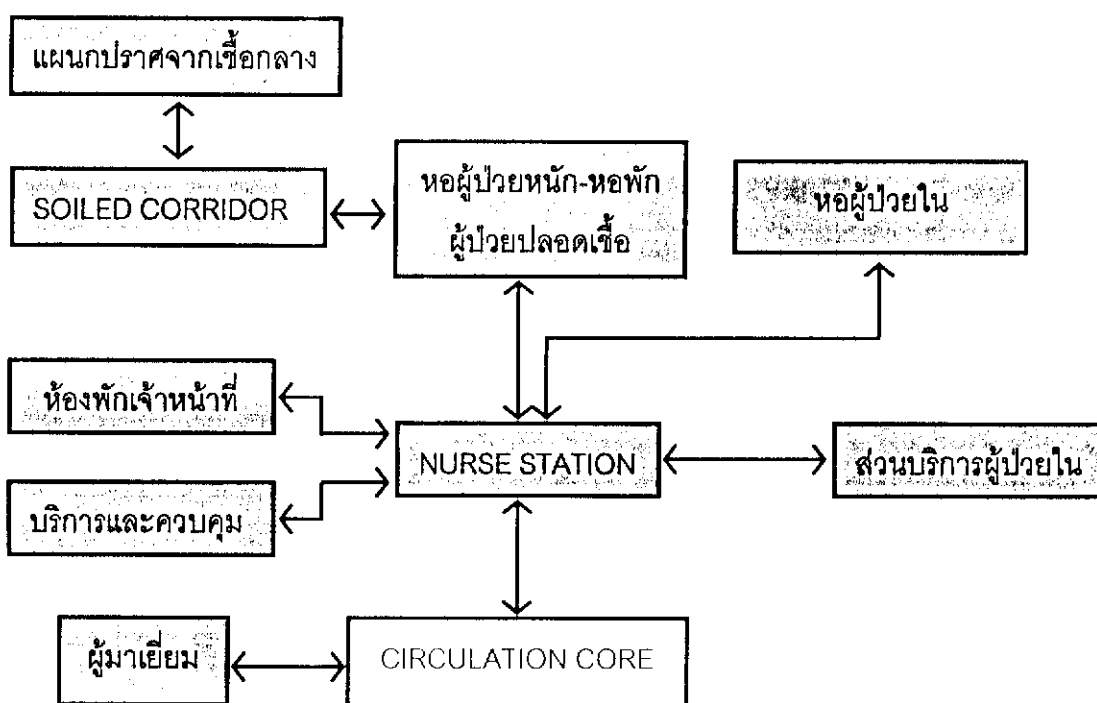 แผนกปราศจากเชื้อกลาง
SOILED CORRIDOR
หอผู้ป่วยหนัก-หอพัก
ผู้ป่วยปลอดเชื้อ
หอผู้ป่วยใน
ห้องพักเจ้าหน้าที่
NURSE STATION
ส่วนบริการผู้ป่วยใน
บริการและควบคุม
ผู้มาเยี่ยม
CIRCULATION CORE